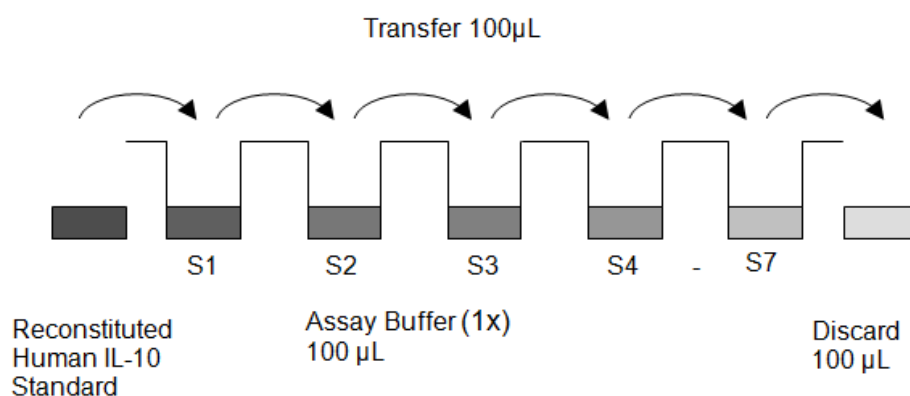 Transfer 100µL
S1 S2 S3 S4 - S7
Reconstituted
Human IL-10
Standard
Assay Buffer (1x)
100 µL
Discard
100 µL